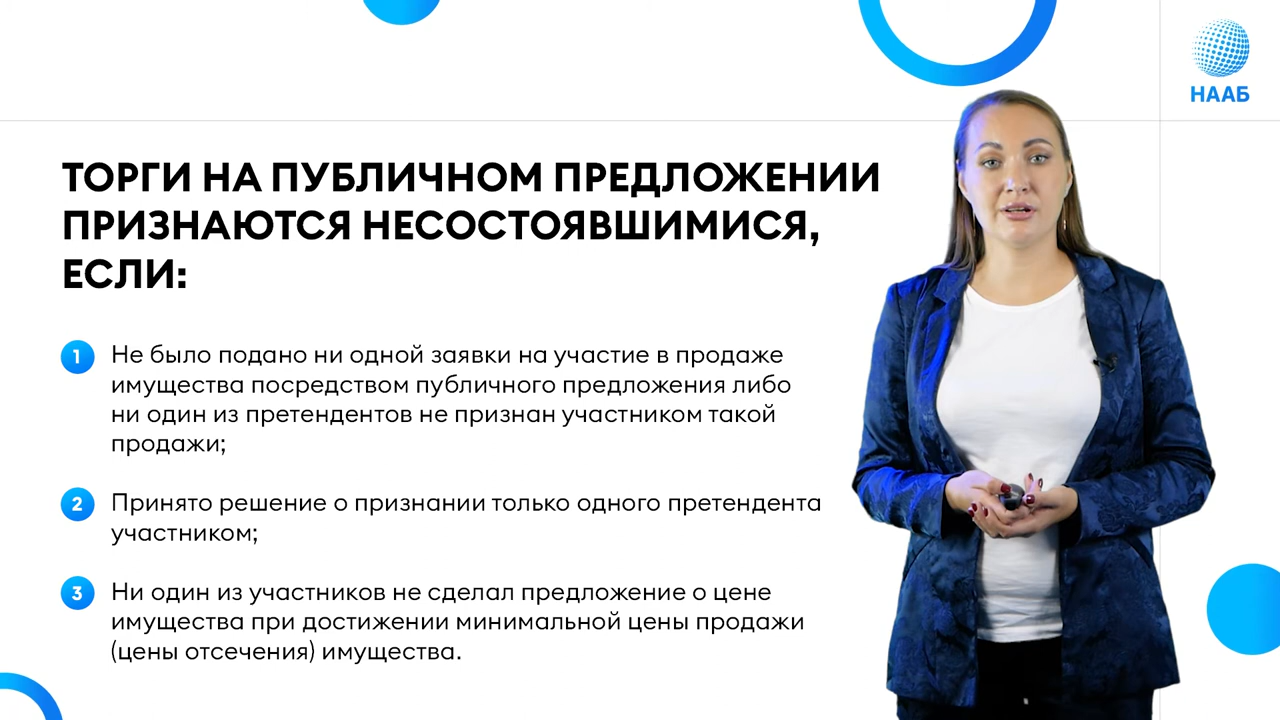 НААБ
ТОРГИ НА ПУБЛИЧНОМ ПРЕДЛОЖЕНИИ
ПРИЗНАЮТСЯ НЕСОСТОЯВШИМИСЯ,
ЕСЛИ:
1 Не было подано ни одной заявки на участие в продаже
имущества посредством публичного предложения либо
ни один из претендентов не признан участником такой
продажи;
2 Принято решение о признании только одного претендента
участником;
3 Ни один из участников не сделал предложение о цене
имущества при достижении минимальной цены продажи
(цены отсечения) имущества.